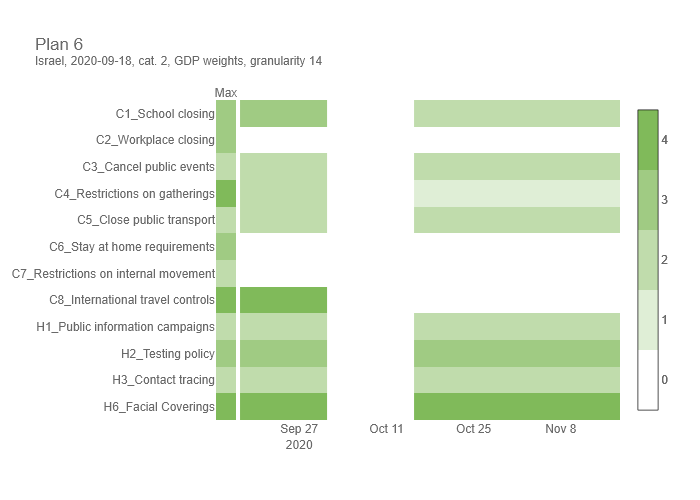 Plan 6
Israel, 2020-09-18, cat. 2, GDP weights, granularity 14
Max
C1_School closing
C2_Workplace closing
C3_Cancel public events
C4_Restrictions on gatherings
C5_Close public transport
C6_Stay at home requirements
C7_Restrictions on internal movement
C8_International travel controls
H1_Public information campaigns
H2_Testing policy
H3_Contact tracing
H6_Facial Coverings
Sep 27 Oct 11 Oct 25 Nov 8
2020
4
3
2
1
0